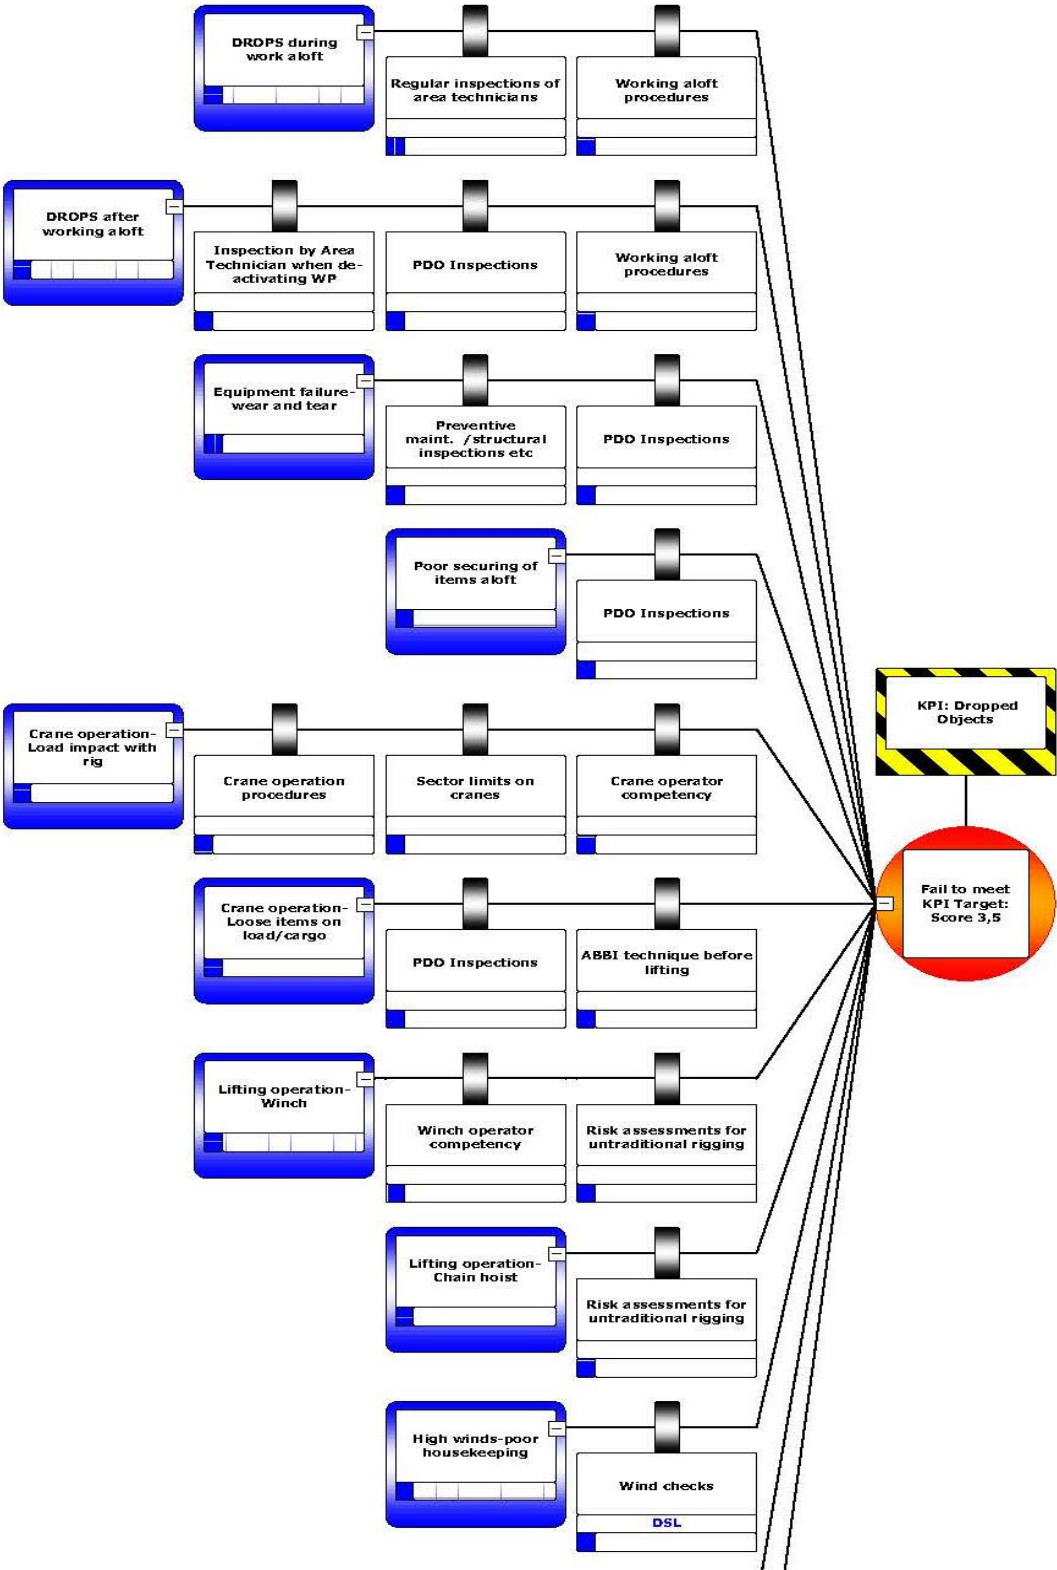 DROPS during
work aloft
Regular inspections of
area technicians
Working aloft
procedures
DROPS after
working aloft
Inspection by Area
Technician when de-
activating WP
PDO Inspections
Working aloft
procedures
Equipment failure-
wear and tear
Preventive
maint. /structural
inspections etc
PDO Inspections
Poor securing of
items aloft
PDO Inspections
KPI: Dropped
Objects
Crane operation-
Load impact with
rig
Crane operation
procedures
Sector limits on
cranes
Crane operator
competency
Fail to meet
KPI Target:
Score 3,5
Crane operation-
Loose items on
load/cargo
PDO Inspections
ABBI technique before
lifting
Lifting operation-
Winch
Winch operator
competency
Risk assessments for
untraditional rigging
Lifting operation-
Chain hoist
Risk assessments for
untraditional rigging
High winds-poor
housekeeping
Wind checks
DSL